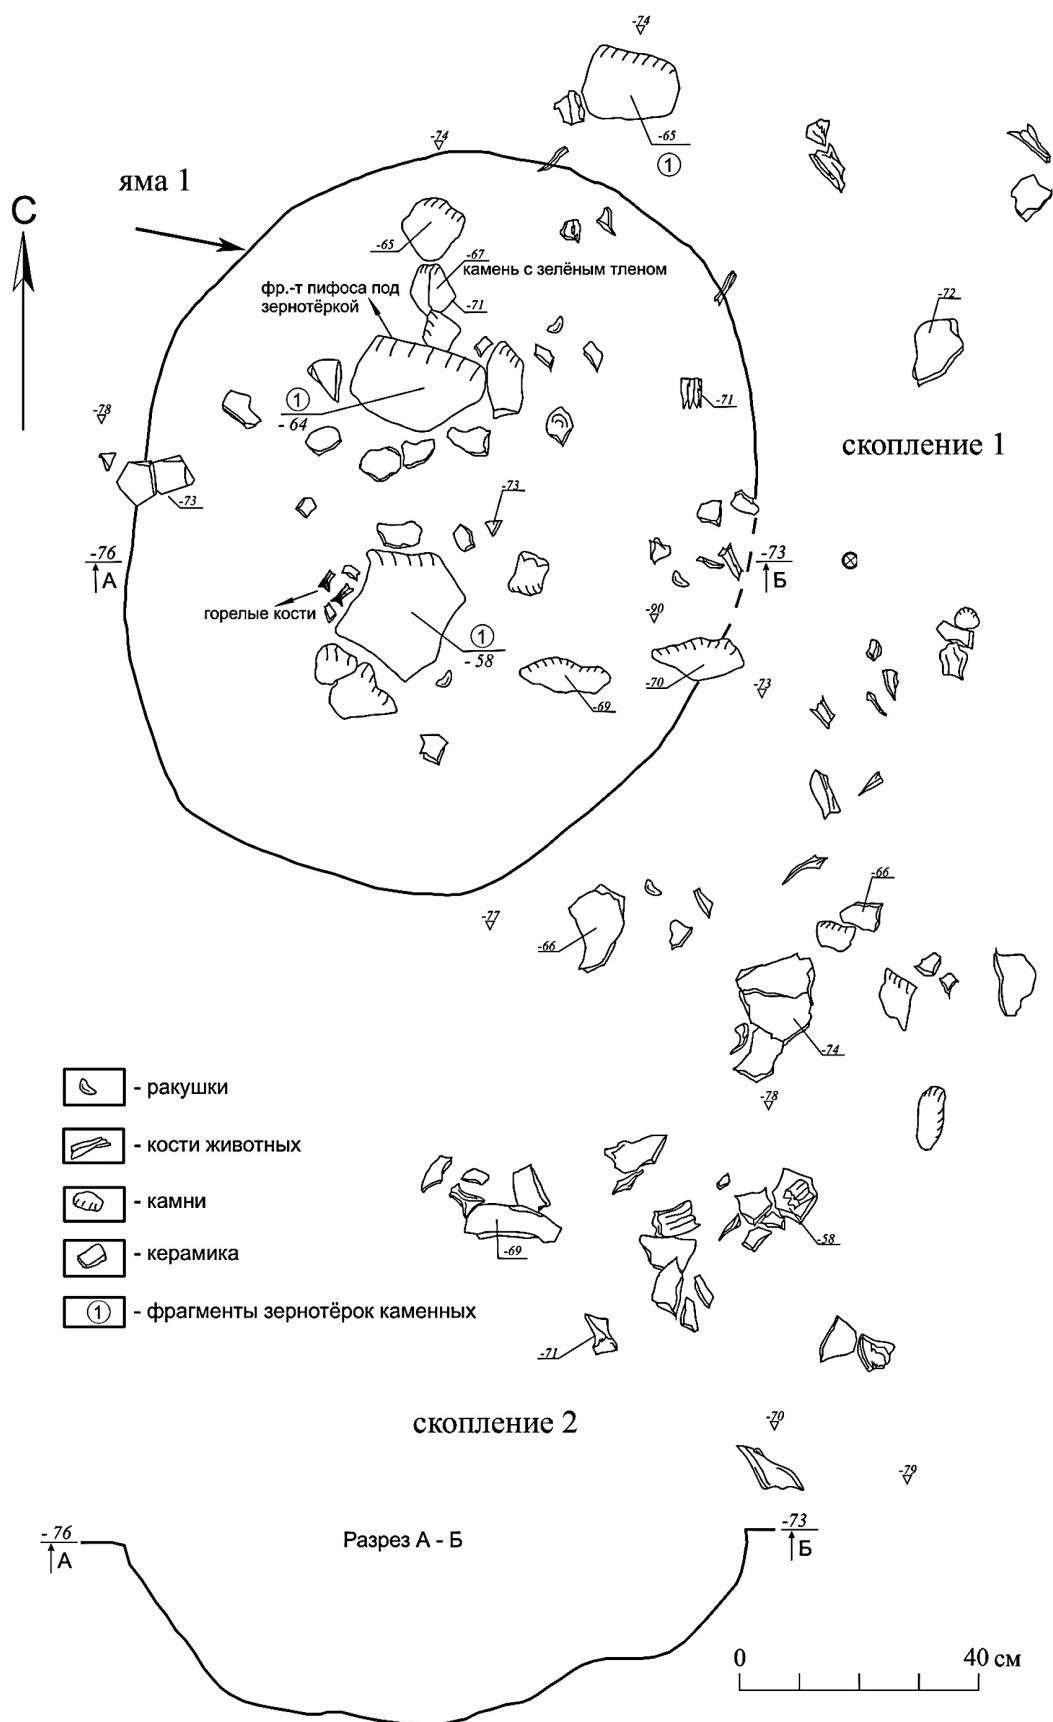 -74
-65
1
-74
яма 1
С
-65
-67
камень с зелёным тленом
фр.-т пифоса под
зернотёркой
-71
-72
1
- 64
-71
-78
скопление 1
-73
-73
-76
А
-73
Б
горелые кости
-90
1
- 58
-70
-73
-69
-66
-77
-66
-74
-78
- ракушки
- кости животных
- камни
- керамика
1
- фрагменты зернотёрок каменных
-69
-58
-71
скопление 2
-70
-79
- 76
А
Разрез А - Б
-73
Б
0
40 см